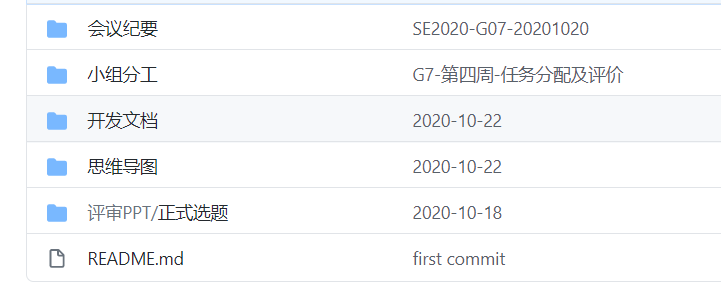 会议纪要 SE2020-G07-20201020
小组分工 G7-第四周-任务分配及评价
开发文档 2020-10-22
思维导图 2020-10-22
评审PPT/正式选题 2020-10-18
README.md first commit